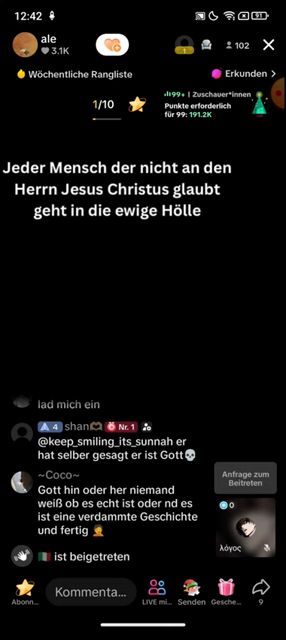 12:42
91
ale
3.1K
1
102
Wöchentliche Rangliste
Erkunden >
1/10
99+ | Zuschauer*innen
Punkte erforderlich
für 99: 191.2K
Jeder Mensch der nicht an den
Herrn Jesus Christus glaubt
geht in die ewige Hölle
lad mich ein
4 shan Nr. 1
@keep_smiling_its_sunnah er
hat selber gesagt er ist Gott💀
~Coco~
Gott hin oder her niemand
weiß ob es echt ist oder nd es
ist eine verdammte Geschichte
und fertig 🤦
Anfrage zum
Beitreten
0
λόγος
🇲🇽 ist beigetreten
Kommenta...
Abonn...
LIVE mi...
Senden
Gesche...
9